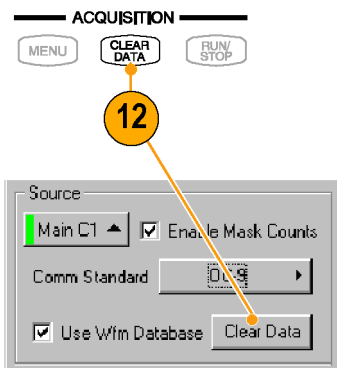 ACQUISITION
MENU
CLEAR
DATA
RUN/
STOP
12
Source
Main C1
Enable Mask Counts
Comm Standard
Use Wfm Database
Clear Data